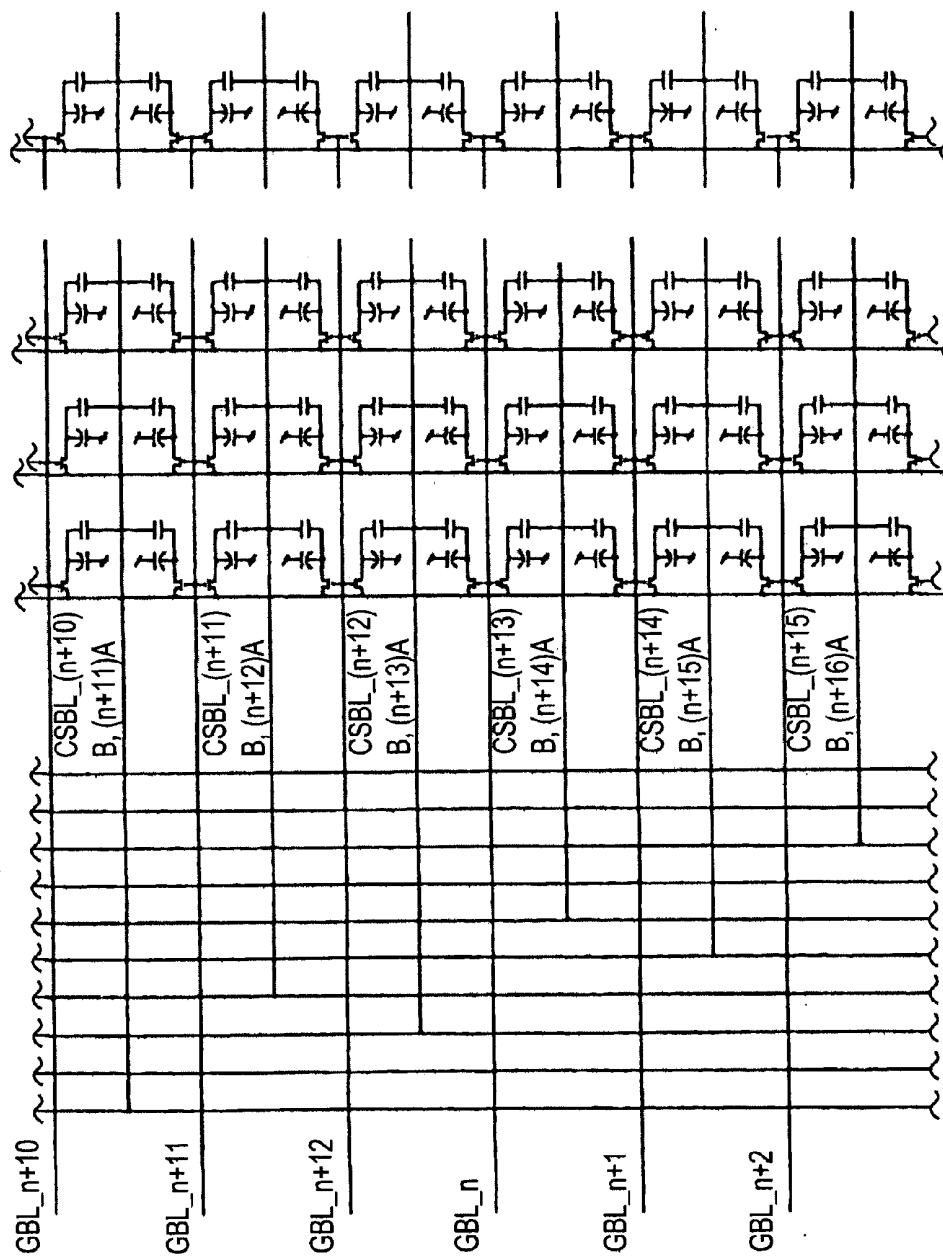 GBL_n+10
CSBL_(n+10)
B, (n+11)A
GBL_n+11
CSBL_(n+11)
B, (n+12)A
GBL_n+12
CSBL_(n+12)
B, (n+13)A
GBL_n
CSBL_(n+13)
B, (n+14)A
GBL_n+1
CSBL_(n+14)
B, (n+15)A
GBL_n+2
CSBL_(n+15)
B, (n+16)A